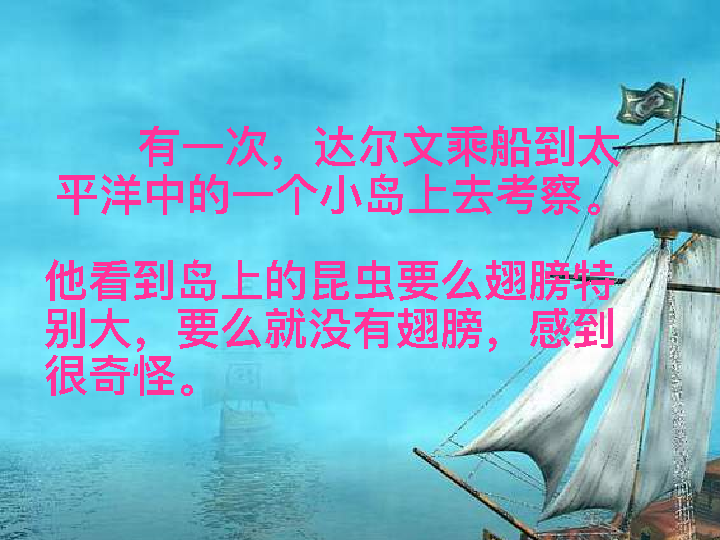 有一次，达尔文乘船到太
平洋中的一个小岛上去考察。
他看到岛上的昆虫要么翅膀特
别大，要么就没有翅膀，感到
很奇怪。